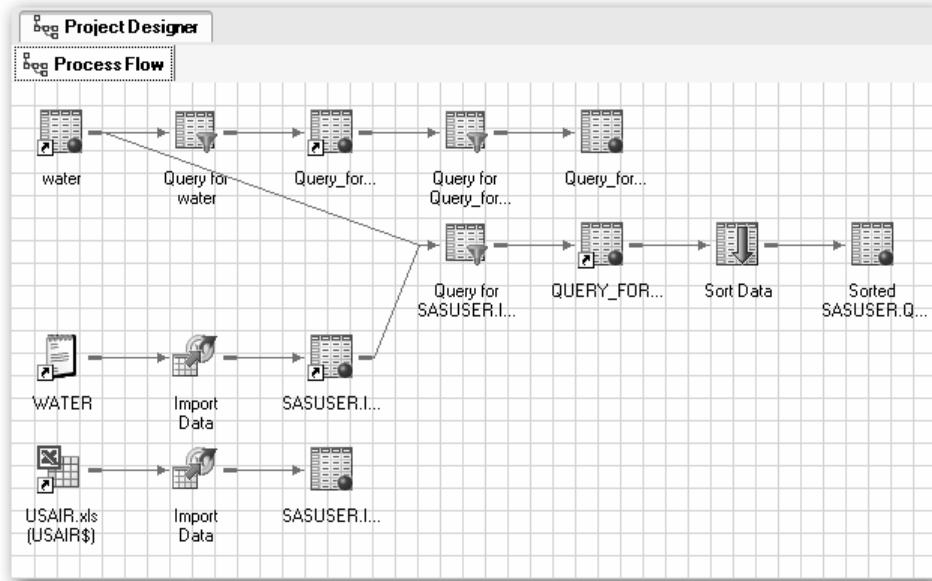 Project Designer
Process Flow
water
Query for
water
Query_for...
Query for
Query_for...
Query_for...
Query for
SASUSER.I...
QUERY_FOR...
Sort Data
Sorted
SASUSER.Q...
WATER
Import
Data
SASUSER.I...
USAIR.xls
(USAIR$)
Import
Data
SASUSER.I...